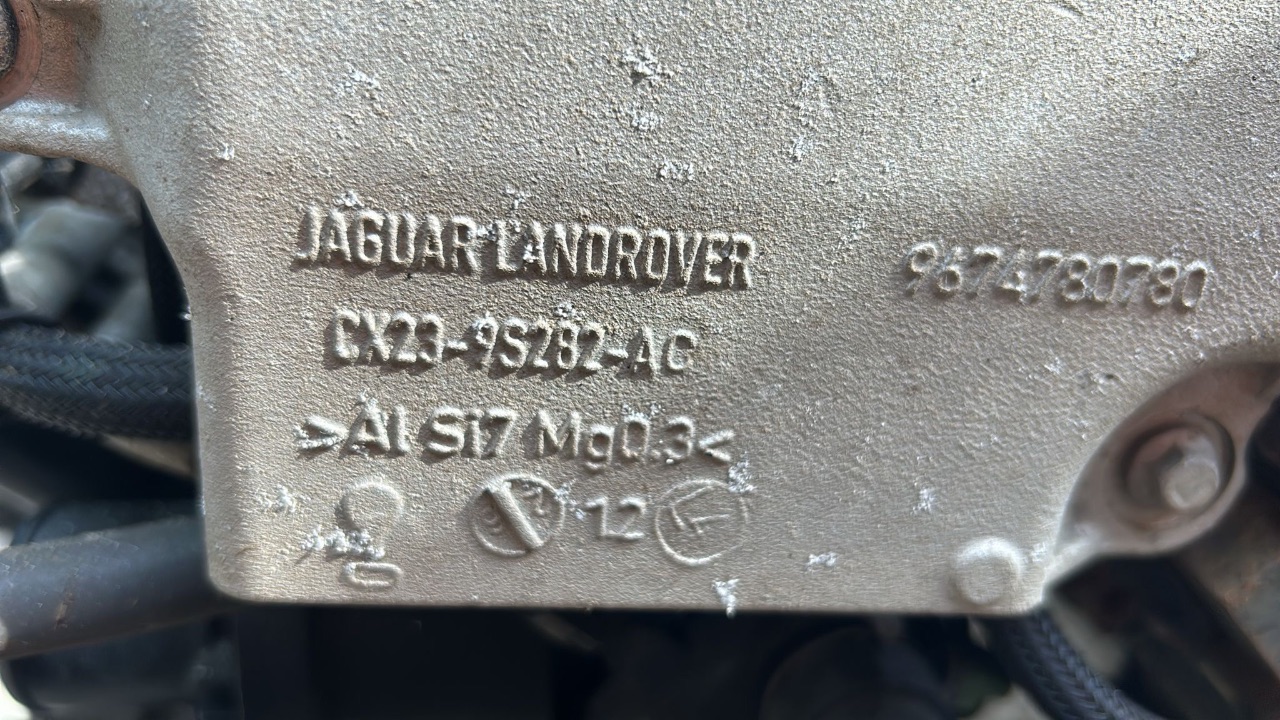 JAGUAR LANDROVER
9674780780
CX23-9S282-AC
>Al Si7 Mg0.3<
12